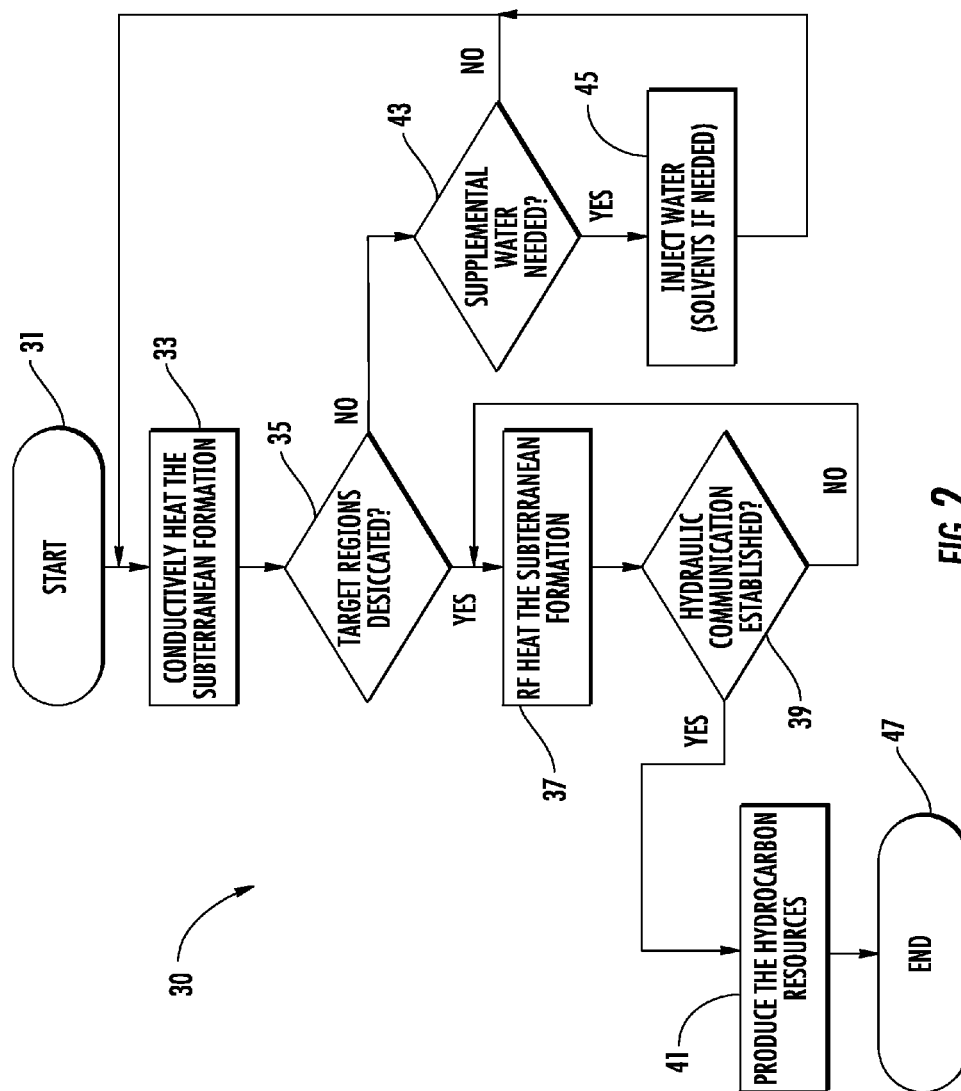 START
31
CONDUCTIVELY HEAT THE
SUBTERRANEAN FORMATION
33
TARGET REGIONS
DESICCATED?
35
NO
YES
SUPPLEMENTAL
WATER
NEEDED?
43
NO
YES
INJECT WATER
(SOLVENTS IF NEEDED)
45
RF HEAT THE SUBTERRANEAN
FORMATION
37
HYDRAULIC
COMMUNICATION
ESTABLISHED?
39
NO
YES
PRODUCE THE HYDROCARBON
RESOURCES
41
END
47
30
FIG. 2